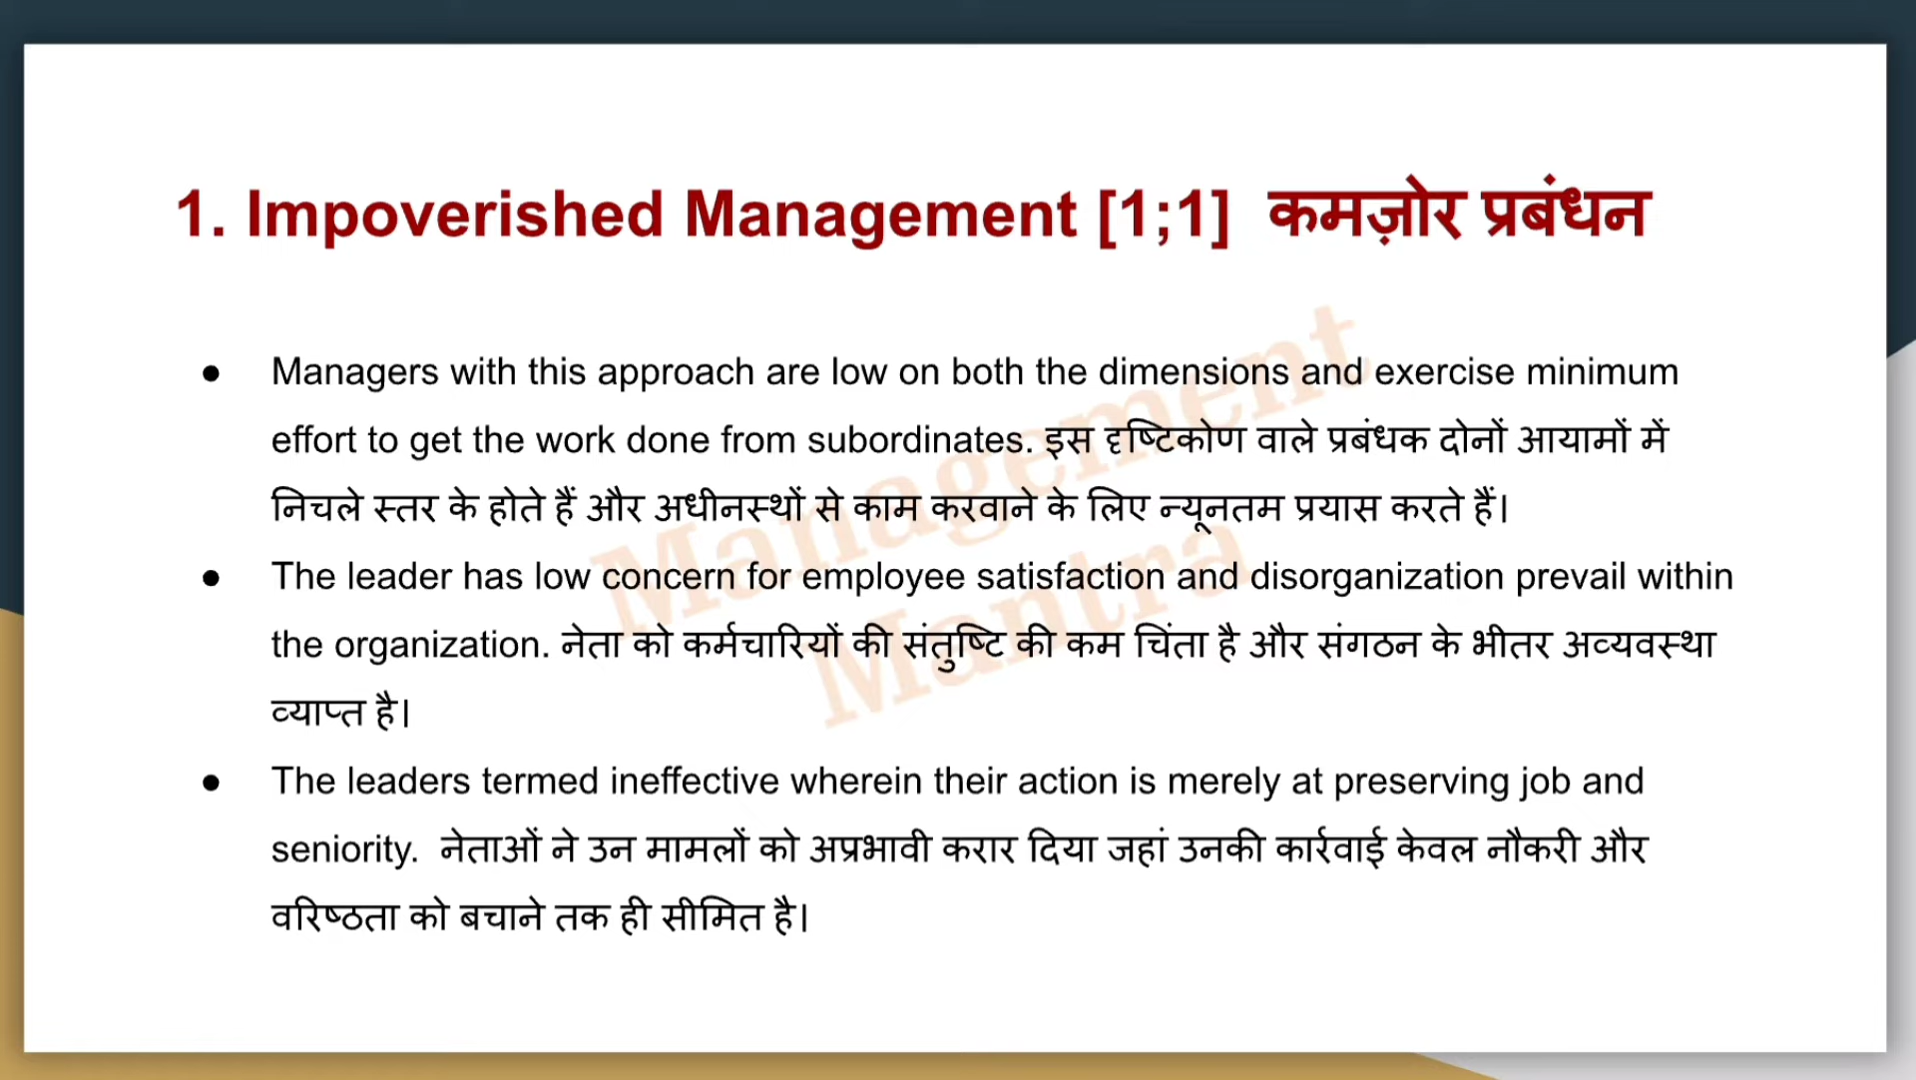 1. Impoverished Management [1;1]  कमज़ोर प्रबंधन
● Managers with this approach are low on both the dimensions and exercise minimum
effort to get the work done from subordinates. इस दृष्टिकोण वाले प्रबंधक दोनों आयामों में
निचले स्तर के होते हैं और अधीनस्थों से काम करवाने के लिए न्यूनतम प्रयास करते हैं।
● The leader has low concern for employee satisfaction and disorganization prevail within
the organization. नेता को कर्मचारियों की संतुष्टि की कम चिंता है और संगठन के भीतर अव्यवस्था
व्याप्त है।
● The leaders termed ineffective wherein their action is merely at preserving job and
seniority.  नेताओं ने उन मामलों को अप्रभावी करार दिया जहां उनकी कार्रवाई केवल नौकरी और
वरिष्ठता को बचाने तक ही सीमित है।
Management
Mantra